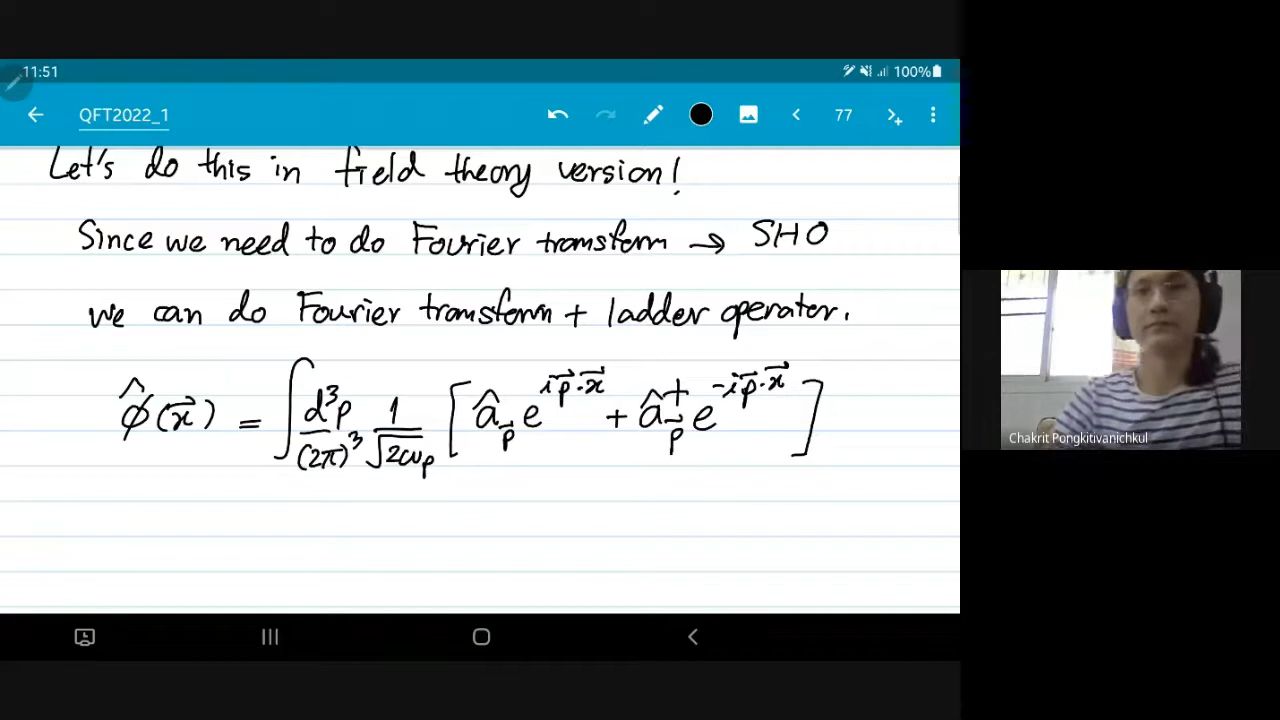 11:51
100%
QFT2022_1
77
Let's do this in field theory version!
Since we need to do Fourier transform → SHO
we can do Fourier transform + ladder operator.
φ̂(x⃗) = ∫ d³p/(2π)³ 1/√(2ω_p) [ â_p⃗ e^{ip⃗·x⃗} + â†_p⃗ e^{-ip⃗·x⃗} ]
Chakrit Pongkitivanichkul